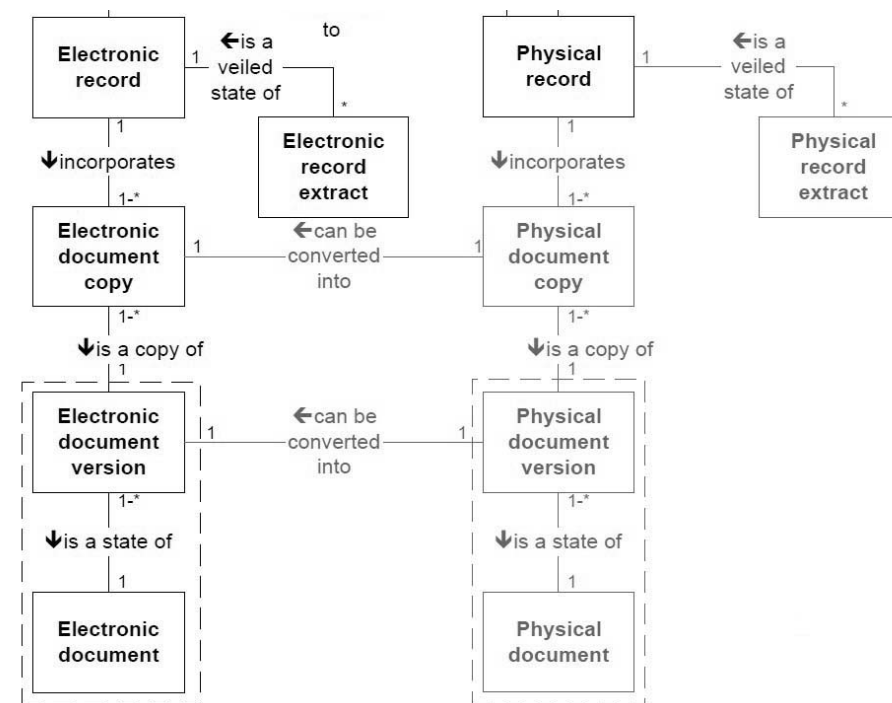 to
Electronic
record
1
🡸is a
veiled
state of
*
Physical
record
1
🡸is a
veiled
state of
*
1
Electronic
record
extract
1
Physical
record
extract
🡻incorporates
🡻incorporates
1-*
1-*
Electronic
document
copy
1
🡸can be
converted
into
1
Physical
document
copy
1-*
1-*
🡻is a copy of
🡻is a copy of
1
1
Electronic
document
version
1
🡸can be
converted
into
1
Physical
document
version
1-*
1-*
🡻is a state of
🡻is a state of
1
1
Electronic
document
Physical
document